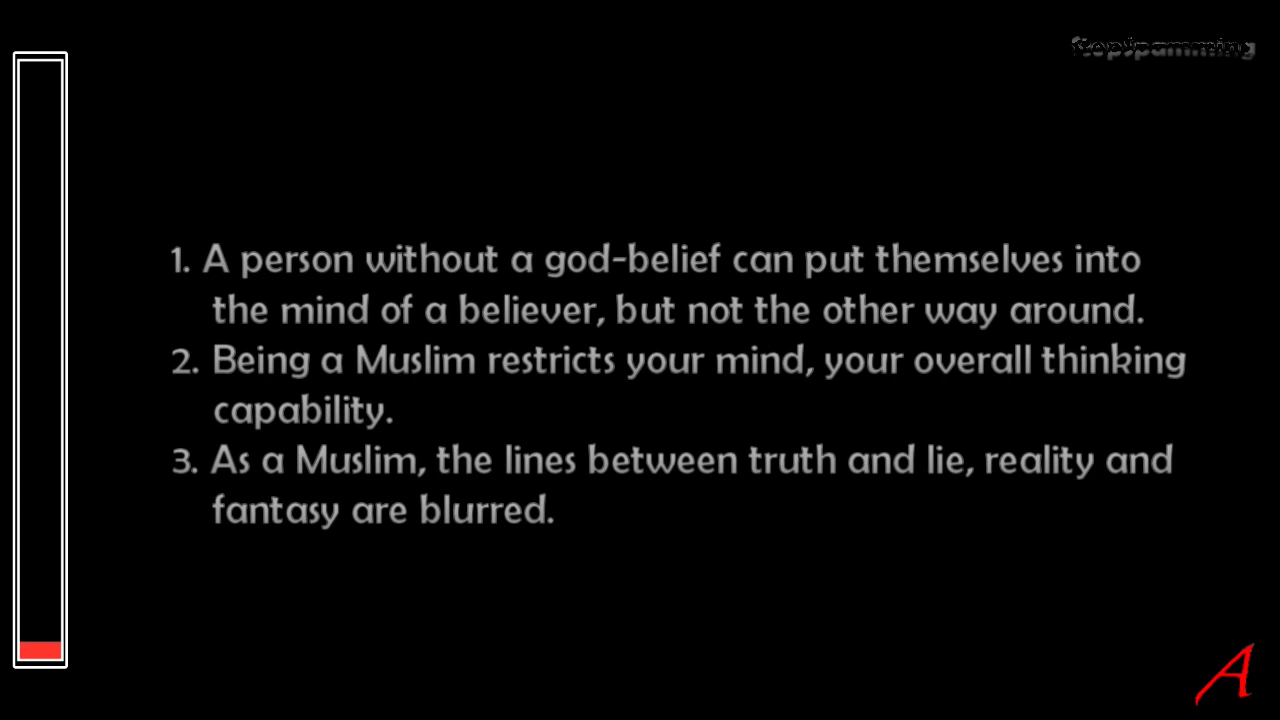 StopSpamming
1. A person without a god-belief can put themselves into
the mind of a believer, but not the other way around.
2. Being a Muslim restricts your mind, your overall thinking
capability.
3. As a Muslim, the lines between truth and lie, reality and
fantasy are blurred.
A